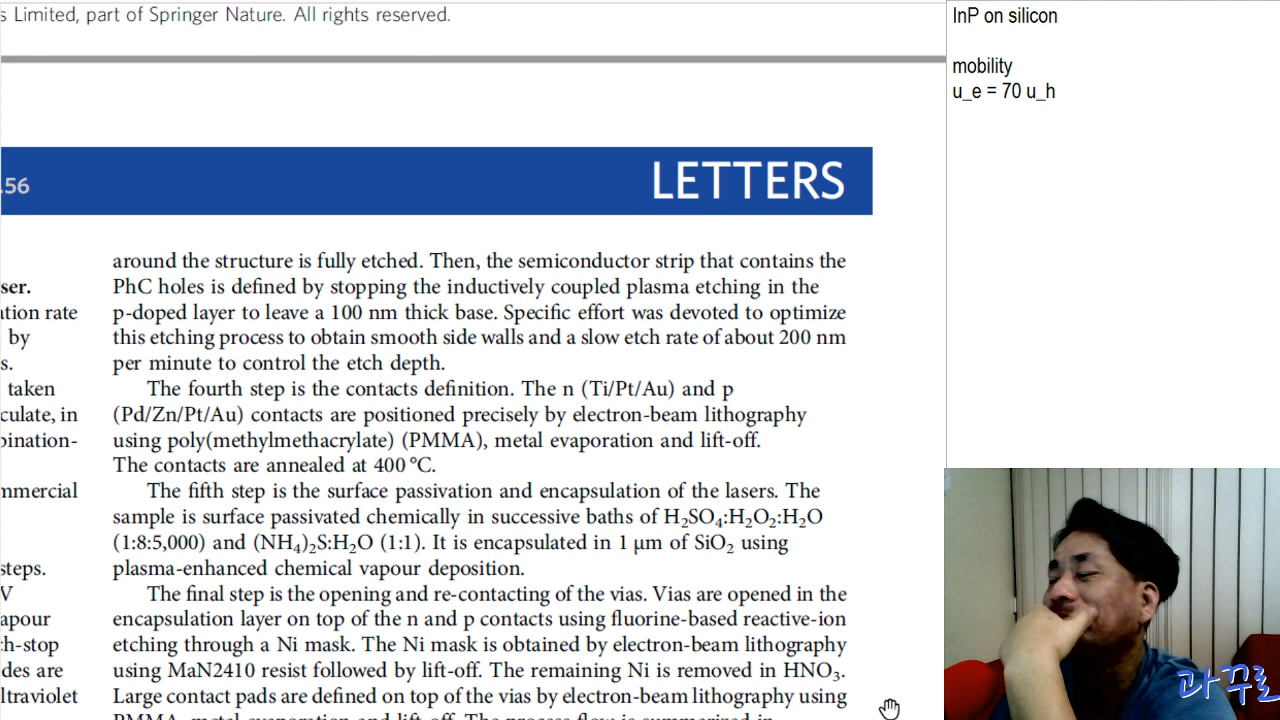 s Limited, part of Springer Nature. All rights reserved.
.56
LETTERS
ser.
ation rate
by
s.
taken
culate, in
bination-
mmercial
steps.
V
apour
ch-stop
des are
ltraviolet
around the structure is fully etched. Then, the semiconductor strip that contains the
PhC holes is defined by stopping the inductively coupled plasma etching in the
p-doped layer to leave a 100 nm thick base. Specific effort was devoted to optimize
this etching process to obtain smooth side walls and a slow etch rate of about 200 nm
per minute to control the etch depth.
The fourth step is the contacts definition. The n (Ti/Pt/Au) and p
(Pd/Zn/Pt/Au) contacts are positioned precisely by electron-beam lithography
using poly(methylmethacrylate) (PMMA), metal evaporation and lift-off.
The contacts are annealed at 400 °C.
The fifth step is the surface passivation and encapsulation of the lasers. The
sample is surface passivated chemically in successive baths of H₂SO₄:H₂O₂:H₂O
(1:8:5,000) and (NH₄)₂S:H₂O (1:1). It is encapsulated in 1 μm of SiO₂ using
plasma-enhanced chemical vapour deposition.
The final step is the opening and re-contacting of the vias. Vias are opened in the
encapsulation layer on top of the n and p contacts using fluorine-based reactive-ion
etching through a Ni mask. The Ni mask is obtained by electron-beam lithography
using MaN2410 resist followed by lift-off. The remaining Ni is removed in HNO₃.
Large contact pads are defined on top of the vias by electron-beam lithography using
PMMA, metal evaporation and lift-off. The process flow is summarized in
InP on silicon
mobility
u_e = 70 u_h
과꾸로